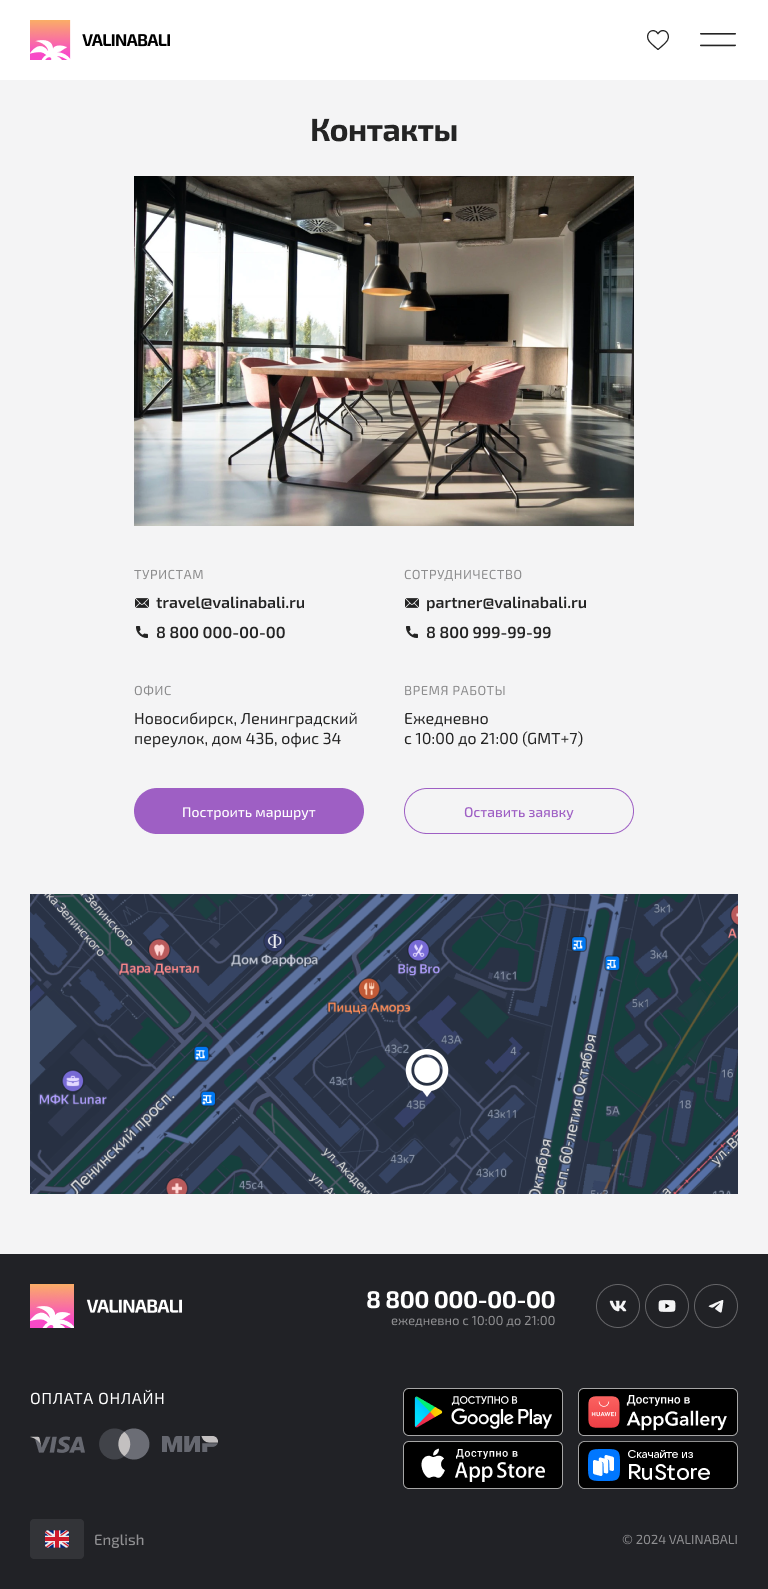 VALINABALI
Контакты
ТУРИСТАМ
travel@valinabali.ru
8 800 000-00-00
СОТРУДНИЧЕСТВО
partner@valinabali.ru
8 800 999-99-99
ОФИС
Новосибирск, Ленинградский
переулок, дом 43Б, офис 34
ВРЕМЯ РАБОТЫ
Ежедневно
с 10:00 до 21:00 (GMT+7)
Построить маршрут
Оставить заявку
Зелинского
Зелинского
Дара Дентал
Ф
Дом Фарфора
Big Bro
Пицца Аморэ
41с1
3к1
3к4
5к1
А
43А
43с2
4
43с1
43Б
43к11
5А
18
16
МФК Lunar
Ленинский просп.
43к7
43к10
45с4
ул. Академ
ул. А
Октября
просп. 60-летия Октября
ул. Ва
VALINABALI
8 800 000-00-00
ежедневно с 10:00 до 21:00
ОПЛАТА ОНЛАЙН
VISA
МИР
ДОСТУПНО В
Google Play
HUAWEI
Доступно в
AppGallery
Доступно в
App Store
Скачайте из
RuStore
English
© 2024 VALINABALI